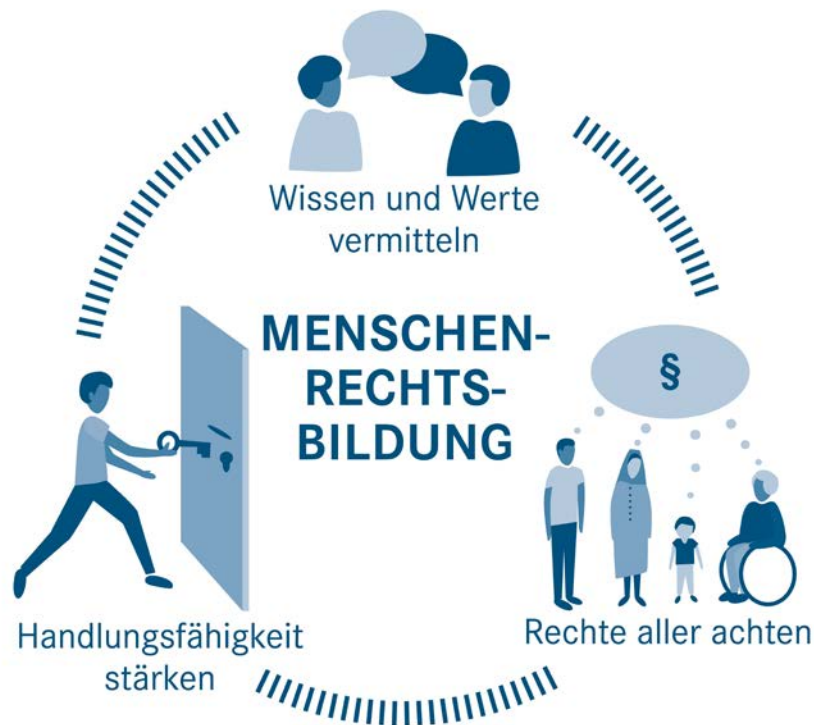 Wissen und Werte
vermitteln
MENSCHEN-
RECHTS-
BILDUNG
§
Handlungsfähigkeit
stärken
Rechte aller achten